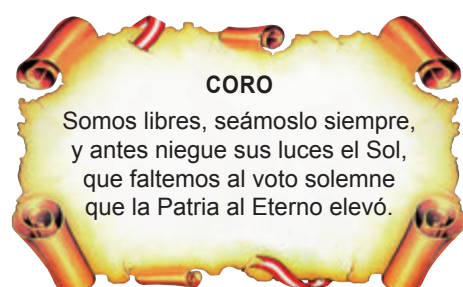 CORO
Somos libres, seámoslo siempre,
y antes niegue sus luces el Sol,
que faltemos al voto solemne
que la Patria al Eterno elevó.